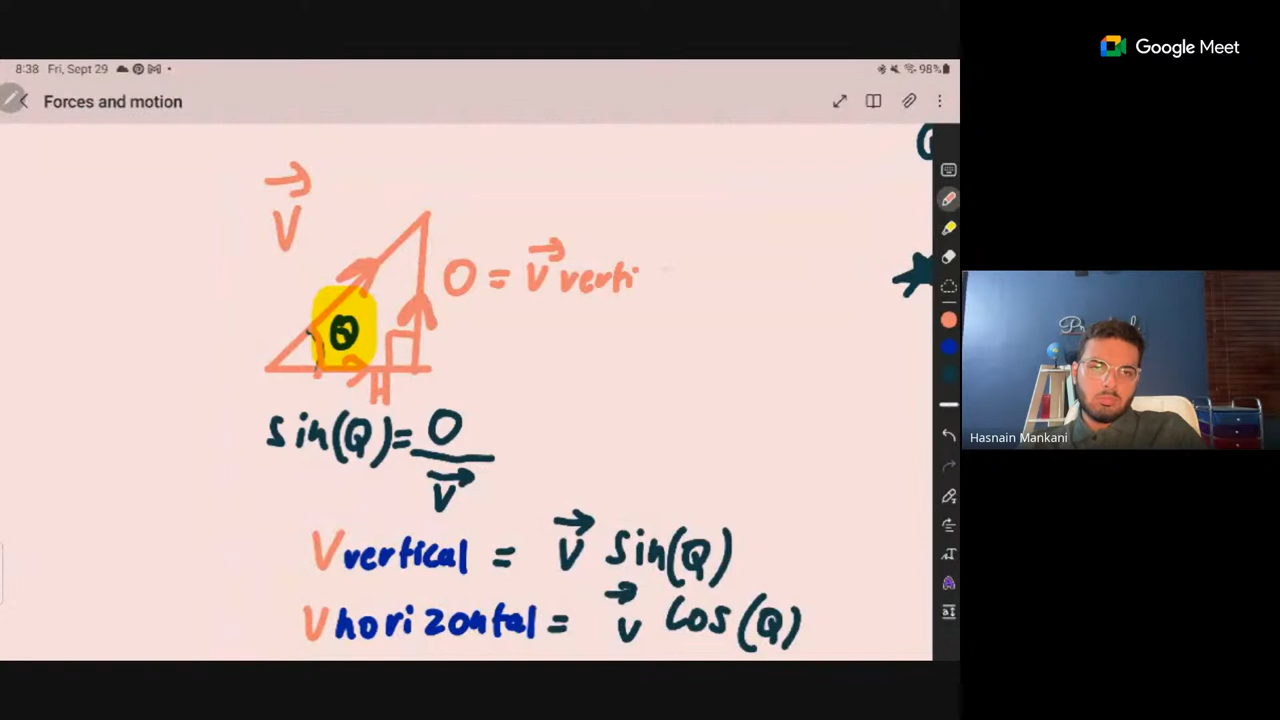 Google Meet
8:38 Fri, Sept 29
98%
Forces and motion
V
O = V verti
θ
H
sin(Q) = O
V
Vvertical = V sin(Q)
Vhorizontal = V Cos(Q)
Hasnain Mankani